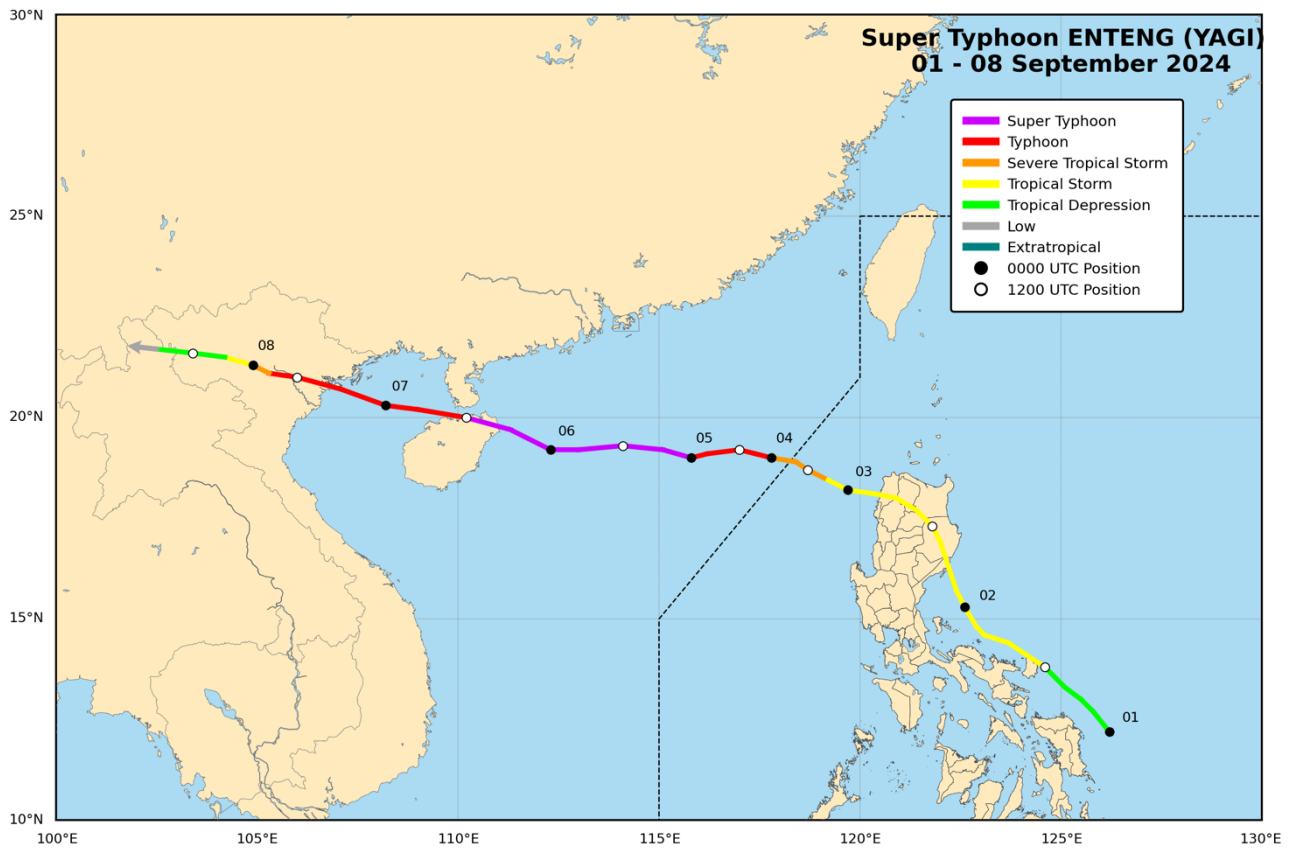 30°N
Super Typhoon ENTENG (YAGI)
01 - 08 September 2024
Super Typhoon
Typhoon
Severe Tropical Storm
Tropical Storm
Tropical Depression
Low
Extratropical
0000 UTC Position
1200 UTC Position
25°N
08
07
20°N
06
05
04
03
02
15°N
01
10°N
100°E
105°E
110°E
115°E
120°E
125°E
130°E